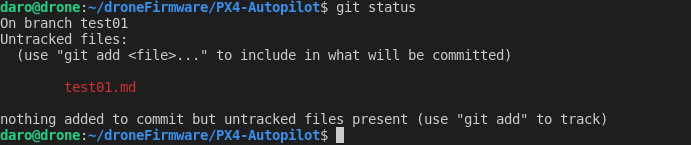 daro@drone:~/droneFirmware/PX4-Autopilot$ git status
On branch test01
Untracked files:
  (use "git add <file>..." to include in what will be committed)

        test01.md

nothing added to commit but untracked files present (use "git add" to track)
daro@drone:~/droneFirmware/PX4-Autopilot$